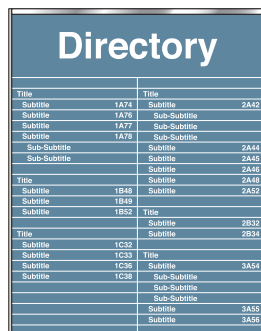 Directory
Title
Subtitle 1A74
Subtitle 1A76
Subtitle 1A77
Subtitle 1A78
Sub-Subtitle
Sub-Subtitle
Title
Subtitle 1B48
Subtitle 1B49
Subtitle 1B52
Title
Subtitle 1C32
Subtitle 1C33
Subtitle 1C36
Subtitle 1C38
Title
Subtitle 2A42
Sub-Subtitle
Sub-Subtitle
Sub-Subtitle
Subtitle 2A44
Subtitle 2A45
Subtitle 2A46
Subtitle 2A48
Subtitle 2A52
Title
Subtitle 2B32
Subtitle 2B34
Title
Subtitle 3A54
Sub-Subtitle
Sub-Subtitle
Sub-Subtitle
Subtitle 3A55
Subtitle 3A56